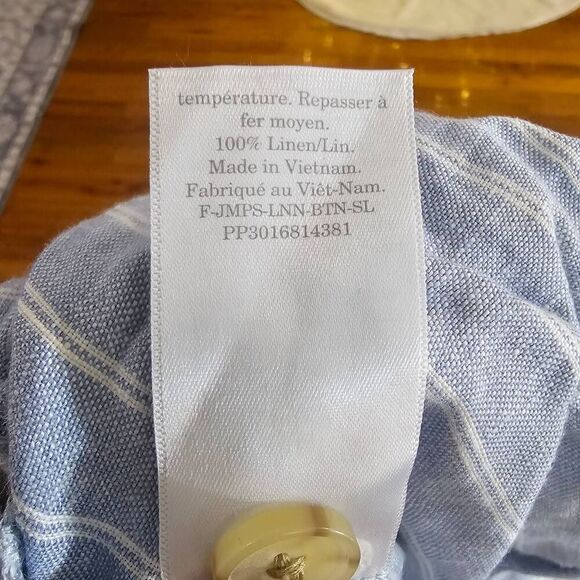 température. Repasser à
fer moyen.
100% Linen/Lin.
Made in Vietnam.
Fabriqué au Viêt-Nam.
F-JMPS-LNN-BTN-SL
PP3016814381